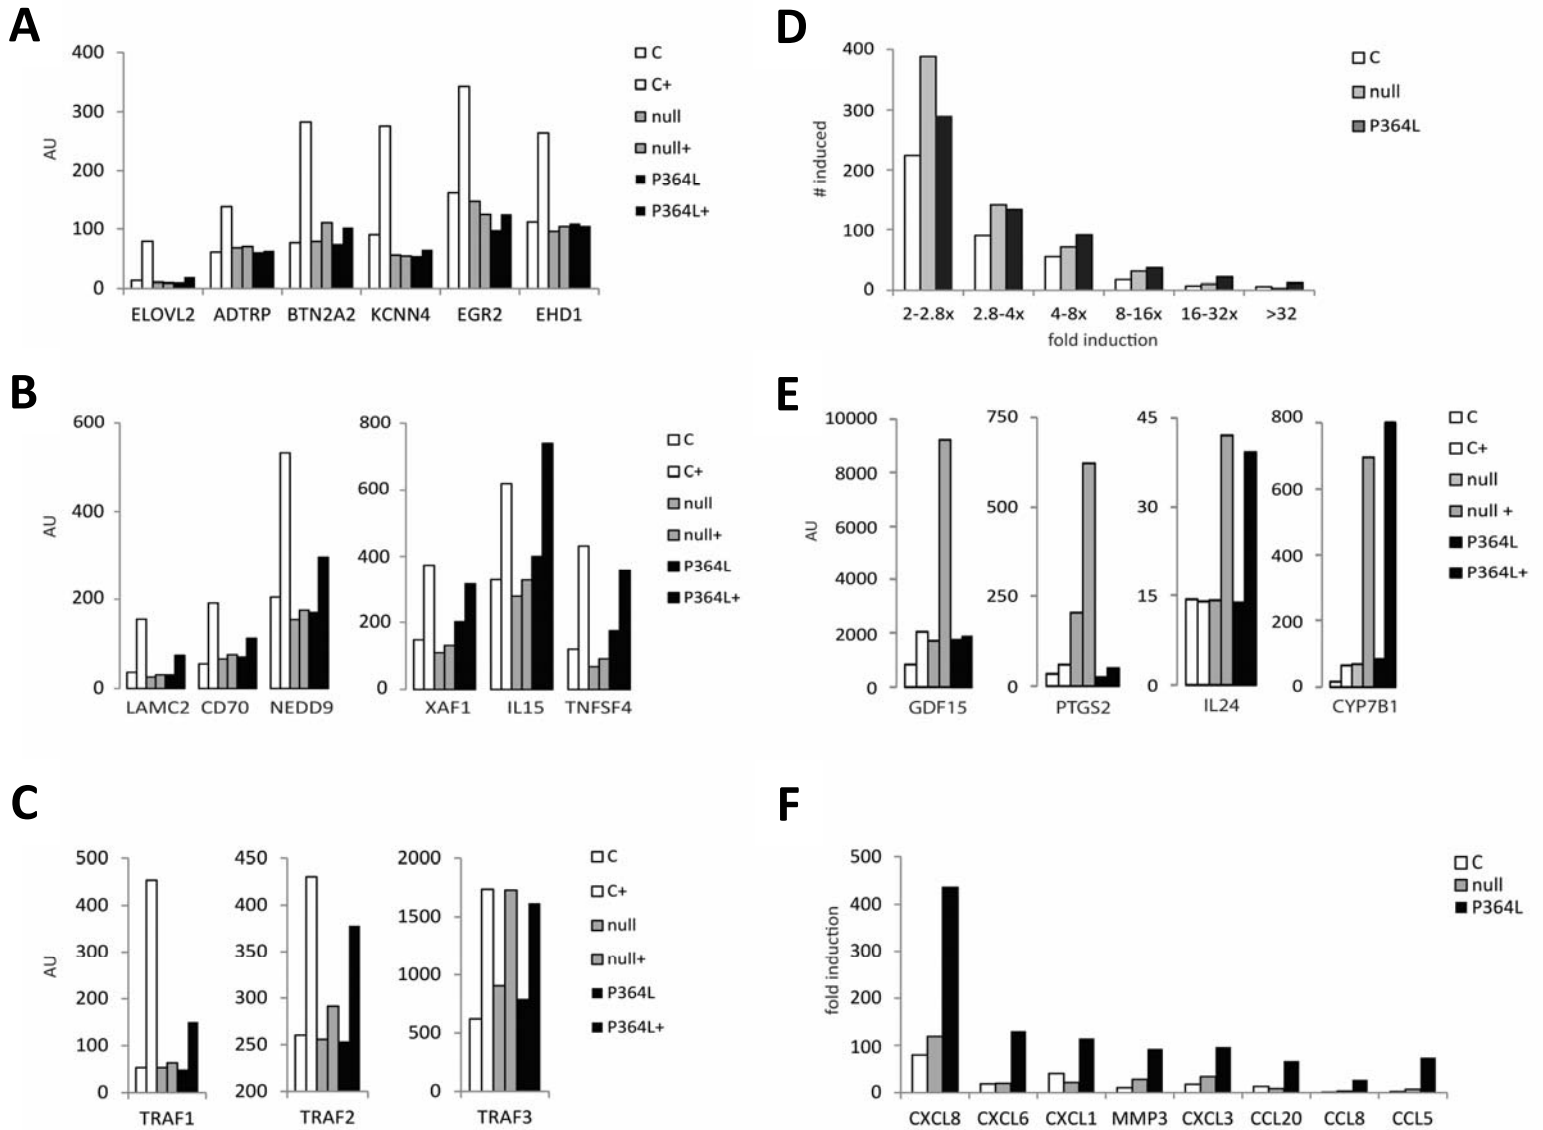 A
400
300
200
100
0
AU
ELOVL2 ADTRP BTN2A2 KCNN4 EGR2 EHD1
C
C+
null
null+
P364L
P364L+
D
400
300
200
100
0
# induced
2-2.8x 2.8-4x 4-8x 8-16x 16-32x >32
fold induction
C
null
P364L
B
600
400
200
0
AU
LAMC2 CD70 NEDD9
800
600
400
200
0
XAF1 IL15 TNFSF4
C
C+
null
null+
P364L
P364L+
E
10000
8000
6000
4000
2000
0
AU
GDF15
750
500
250
0
PTGS2
45
30
15
0
IL24
800
600
400
200
0
CYP7B1
C
C+
null
null +
P364L
P364L+
C
500
400
300
200
100
0
AU
TRAF1
450
400
350
300
250
200
TRAF2
2000
1500
1000
500
0
TRAF3
C
C+
null
null+
P364L
P364L+
F
500
400
300
200
100
0
fold induction
CXCL8 CXCL6 CXCL1 MMP3 CXCL3 CCL20 CCL8 CCL5
C
null
P364L